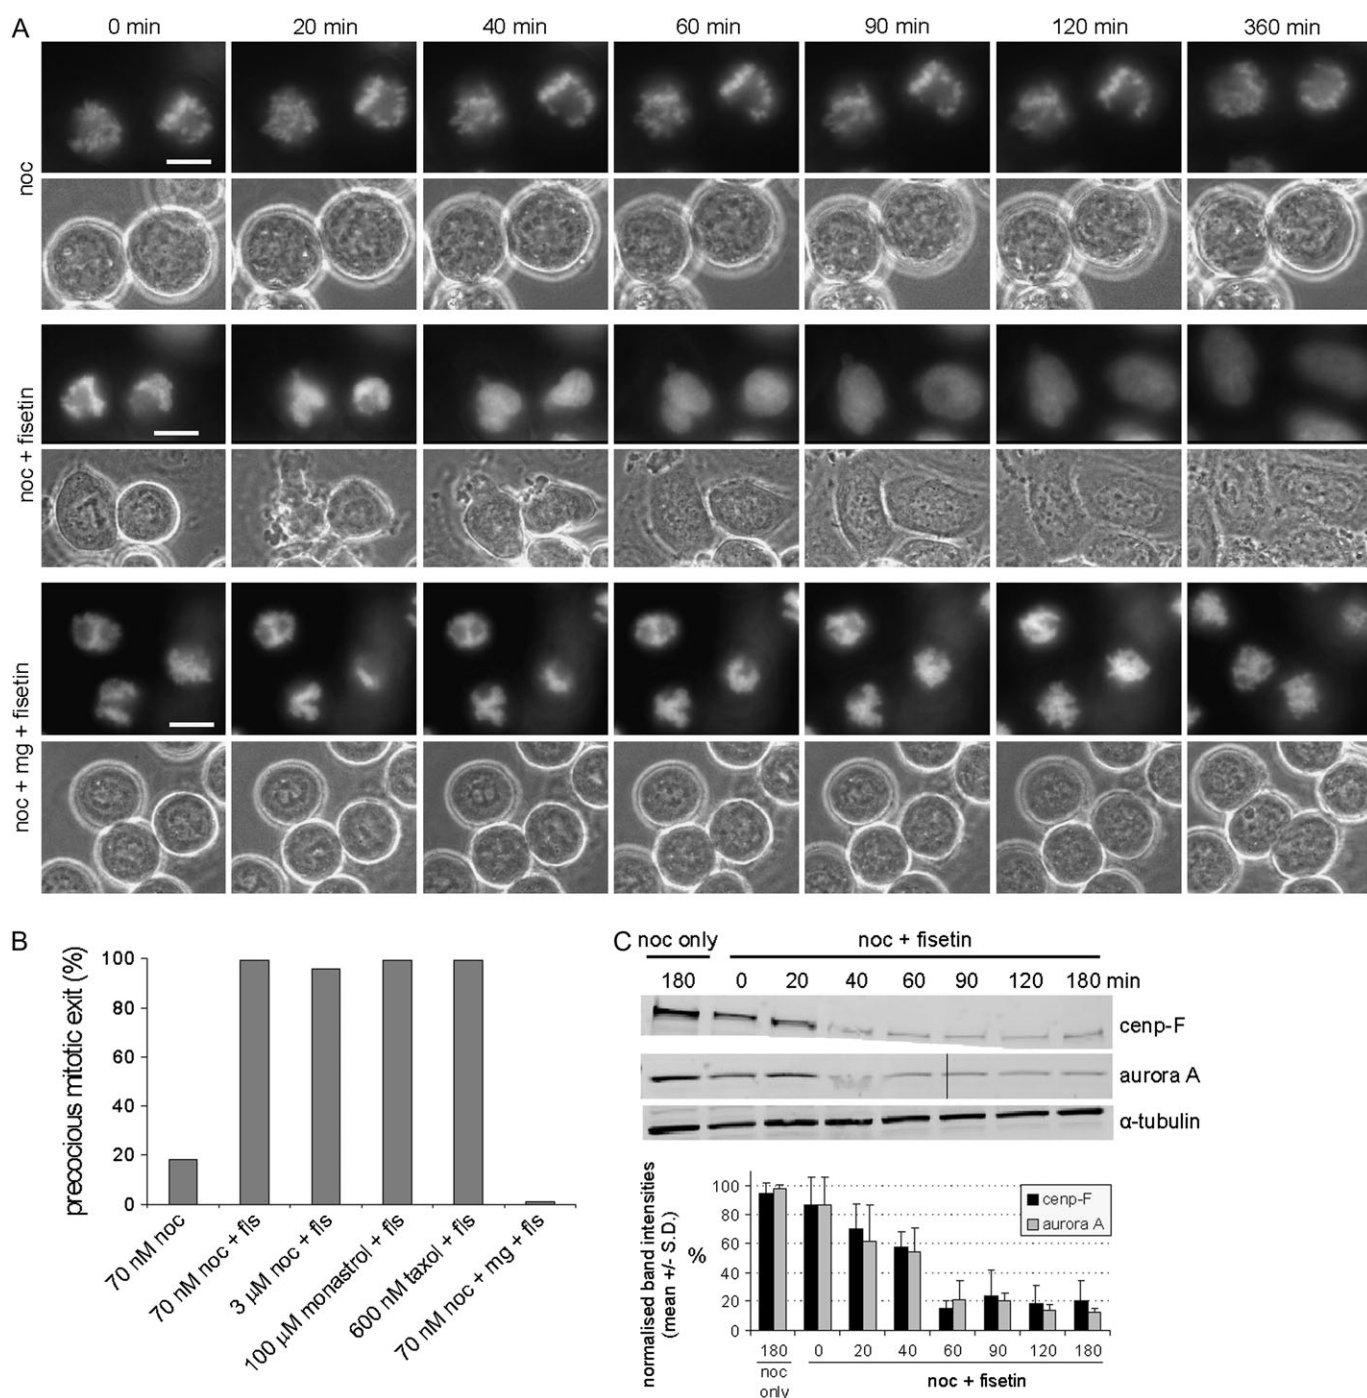 A
0 min 20 min 40 min 60 min 90 min 120 min 360 min
noc
noc + fisetin
noc + mg + fisetin
B
precocious mitotic exit (%)
100
80
60
40
20
0
70 nM noc
70 nM noc + fis
3 µM noc + fis
100 µM monastrol + fis
600 nM taxol + fis
70 nM noc + mg + fis
C
noc only noc + fisetin
180 0 20 40 60 90 120 180 min
cenp-F
aurora A
α-tubulin
normalised band intensities
(mean +/- S.D.)
%
100
80
60
40
20
0
cenp-F
aurora A
180 0 20 40 60 90 120 180
noc
only
noc + fisetin